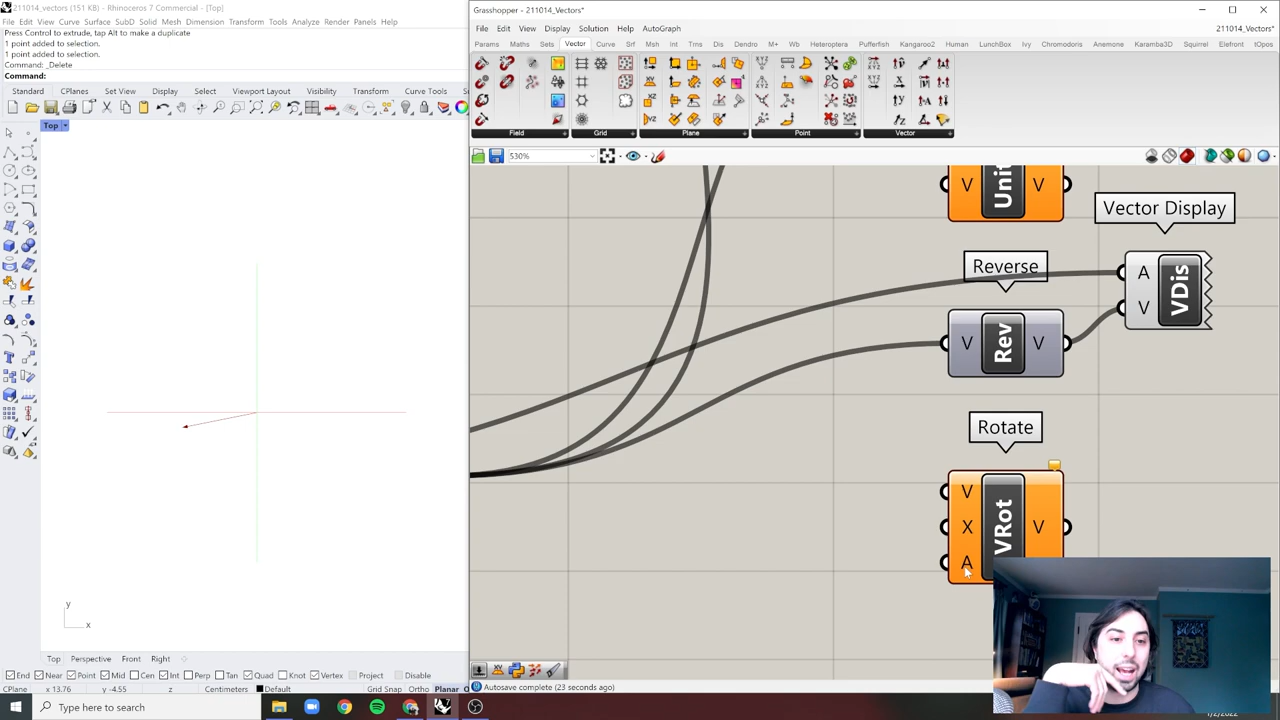 211014_vectors (151 KB) - Rhinoceros 7 Commercial - [Top]
File Edit View Curve Surface SubD Solid Mesh Dimension Transform Tools Analyze Render Panels Help
Press Control to extrude, tap Alt to make a duplicate
1 point added to selection.
1 point added to selection.
Command: _Delete
Command:
Standard CPlanes Set View Display Select Viewport Layout Visibility Transform Curve Tools
Top
y
x
Top Perspective Front Right
End Near Point Mid Cen Int Perp Tan Quad Knot Vertex Project Disable
CPlane x 13.76 y -4.55 z Centimeters Default Grid Snap Ortho Planar
Type here to search
Grasshopper - 211014_Vectors*
File Edit View Display Solution Help AutoGraph
211014_Vectors*
Params Maths Sets Vector Curve Srf Msh Int Trns Dis Dendro M+ Wb Heteroptera Pufferfish Kangaroo2 Human LunchBox Ivy Chromodoris Anemone Karamba3D Squirrel Elefront tOpos
Field Grid Plane Point Vector
530%
V Unit V
Vector Display
Reverse
A
V
VDis
V Rev V
Rotate
V
X
A
VRot
V
Autosave complete (23 seconds ago)